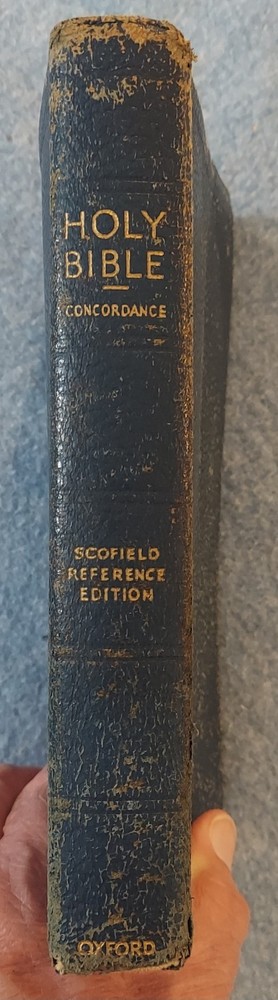 HOLY
BIBLE
CONCORDANCE
SCOFIELD
REFERENCE
EDITION
OXFORD